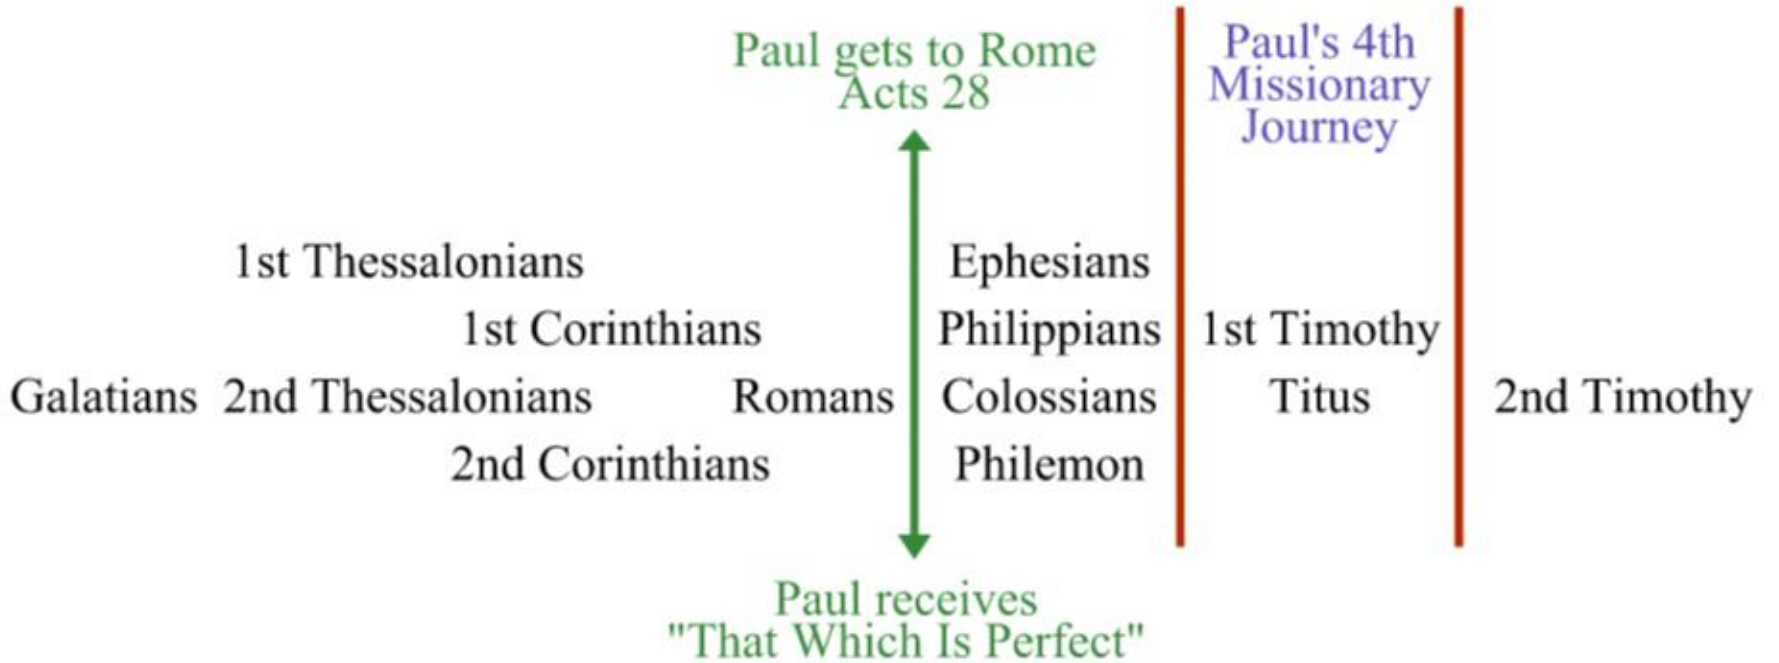 Paul gets to Rome
Acts 28
Paul's 4th
Missionary
Journey
1st Thessalonians
Ephesians
1st Corinthians
Philippians
1st Timothy
Galatians
2nd Thessalonians
Romans
Colossians
Titus
2nd Timothy
2nd Corinthians
Philemon
Paul receives
"That Which Is Perfect"